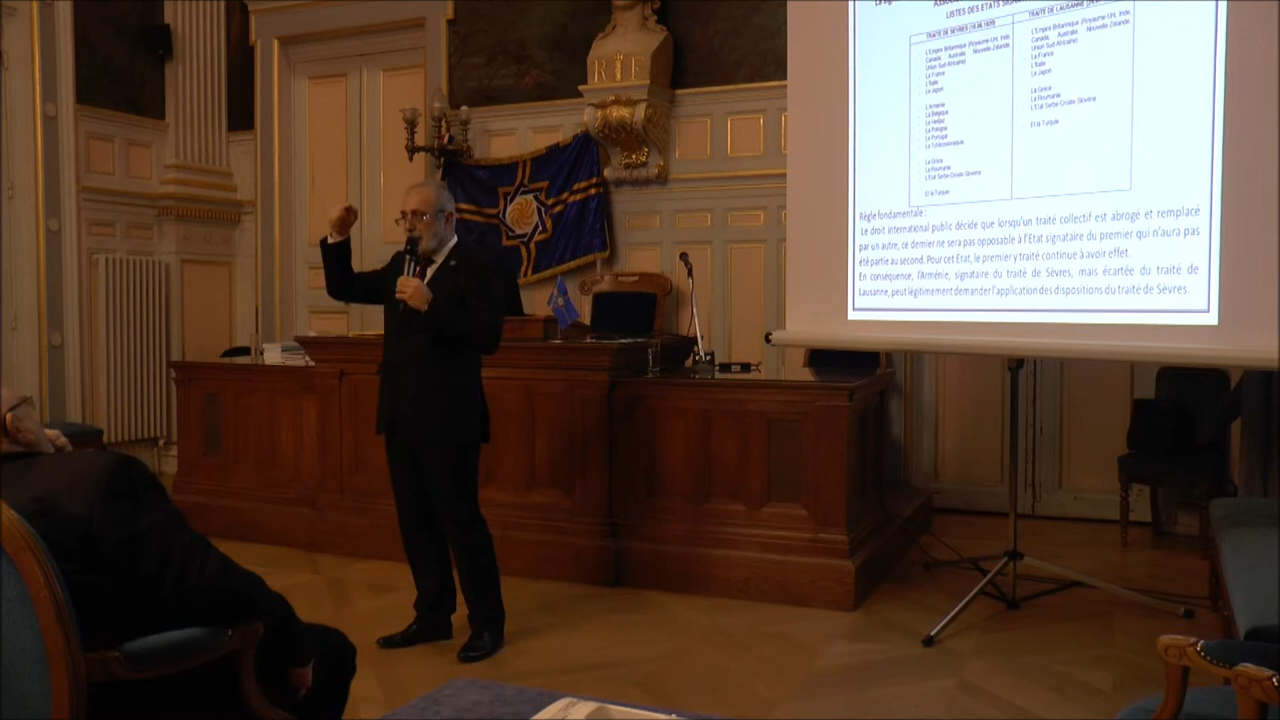 R F
LISTES DES ETATS
TRAITÉ DE SÈVRES (10.08.1920)
TRAITÉ DE LAUSANNE
L'Empire Britannique (Royaume-Uni, Inde,
Canada, Australie, Nouvelle-Zélande,
Union Sud-Africaine)
La France
L'Italie
Le Japon
L'Arménie
La Belgique
Le Hedjaz
La Pologne
Le Portugal
La Tchécoslovaquie
La Grèce
La Roumanie
L'Etat Serbe-Croate-Slovène
Et la Turquie
L'Empire Britannique (Royaume-Uni, Inde,
Canada, Australie, Nouvelle-Zélande,
Union Sud-Africaine)
La France
L'Italie
Le Japon
La Grèce
La Roumanie
L'Etat Serbe-Croate-Slovène
Et la Turquie
Règle fondamentale :
Le droit international public décide que lorsqu'un traité collectif est abrogé et remplacé
par un autre, ce dernier ne sera pas opposable à l'Etat signataire du premier qui n'aura pas
été partie au second. Pour cet Etat, le premier y traité continue à avoir effet.
En conséquence, l'Arménie, signataire du traité de Sèvres, mais écartée du traité de
Lausanne, peut légitimement demander l'application des dispositions du traité de Sèvres.